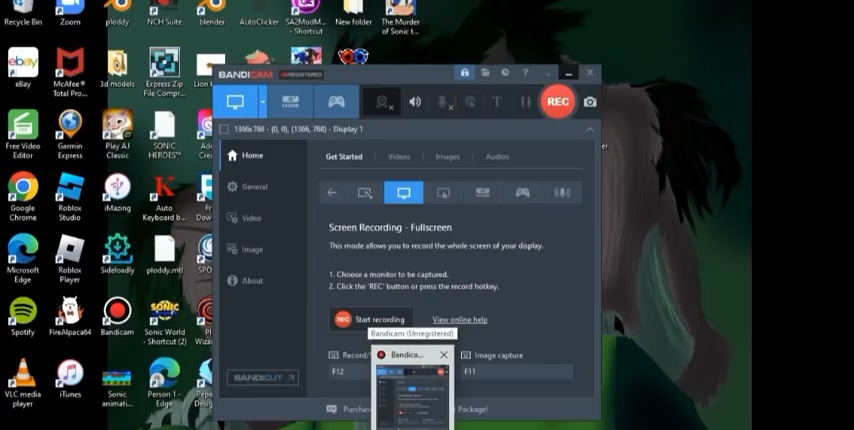 Recycle Bin
Zoom
ploddy
NCH Suite
blender
AutoClicker
SA2ModM...
- Shortcut
New folder
The Murder
of Sonic t...
eBay
McAfee®
Total Pro...
3d models
Express Zip
File Compr...
Lion
Free Video
Editor
Garmin
Express
Play AJ
Classic
SONIC
HEROES™
Google
Chrome
Roblox
Studio
iMazing
Auto
Keyboard b...
Microsoft
Edge
Roblox
Player
Sideloadly
ploddy.mtl
Spotify
FireAlpaca64
Bandicam
Sonic World
- Shortcut (2)
VLC media
player
iTunes
Sonic
animati...
Person 1 -
Edge
BANDICAM UNREGISTERED
HDMI
REC
1366x768 - (0, 0), (1366, 768) - Display 1
Home
General
Video
Image
About
BANDICUT
Get Started
Videos
Images
Audios
Screen Recording - Fullscreen
This mode allows you to record the whole screen of your display.
1. Choose a monitor to be captured.
2. Click the 'REC' button or press the record hotkey.
REC Start recording
View online help
Bandicam (Unregistered)
Bandica...
Record/
Image capture
F12
F11
Package!